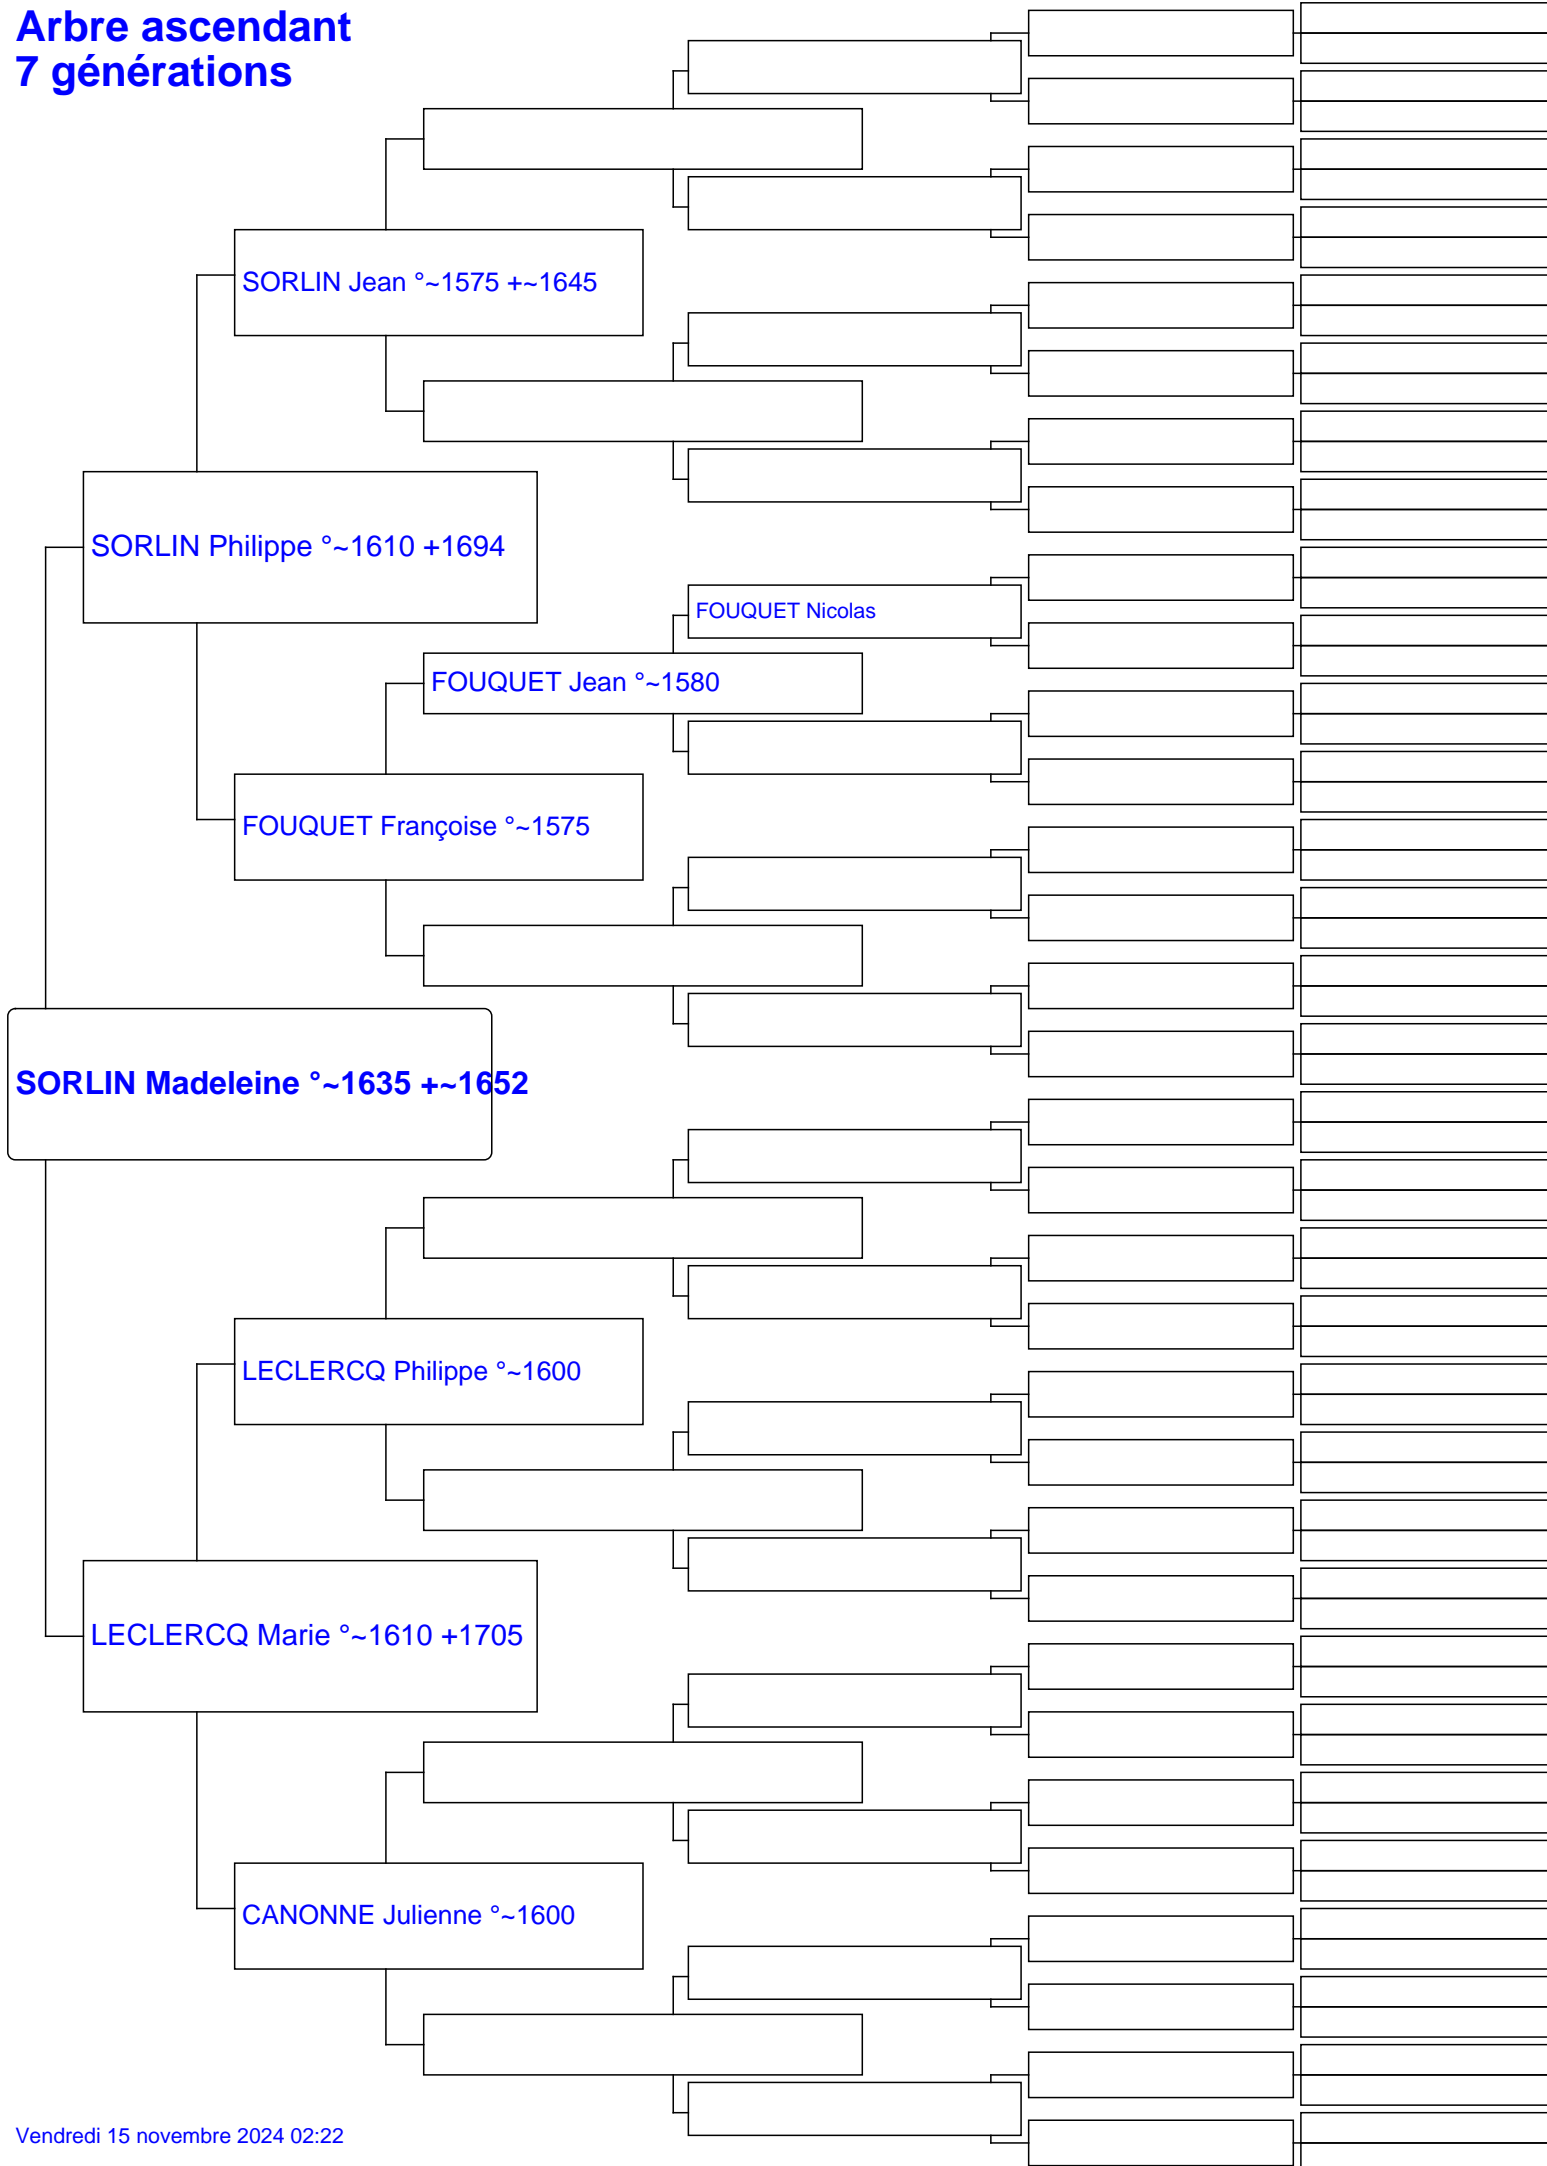 Arbre ascendant
7 générations
SORLIN Jean °~1575 +~1645
SORLIN Philippe °~1610 +1694
FOUQUET Nicolas
FOUQUET Jean °~1580
FOUQUET Françoise °~1575
SORLIN Madeleine °~1635 +~1652
LECLERCQ Philippe °~1600
LECLERCQ Marie °~1610 +1705
CANONNE Julienne °~1600
Vendredi 15 novembre 2024 02:22